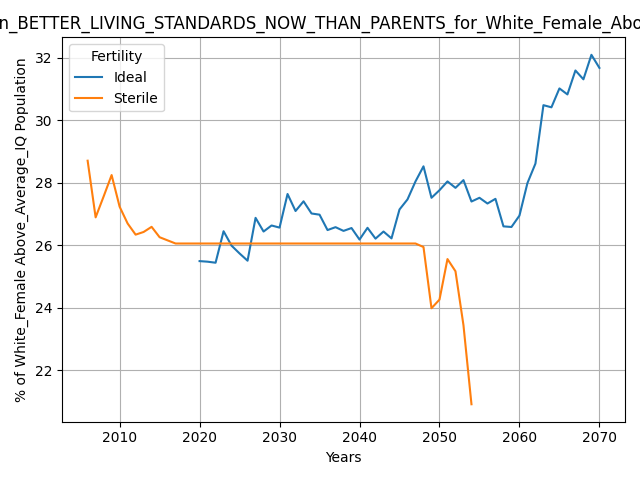 n_BETTER_LIVING_STANDARDS_NOW_THAN_PARENTS_for_White_Female_Abo
Fertility
Ideal
Sterile
% of White_Female Above_Average_IQ Population
32
30
28
26
24
22
2010 2020 2030 2040 2050 2060 2070
Years